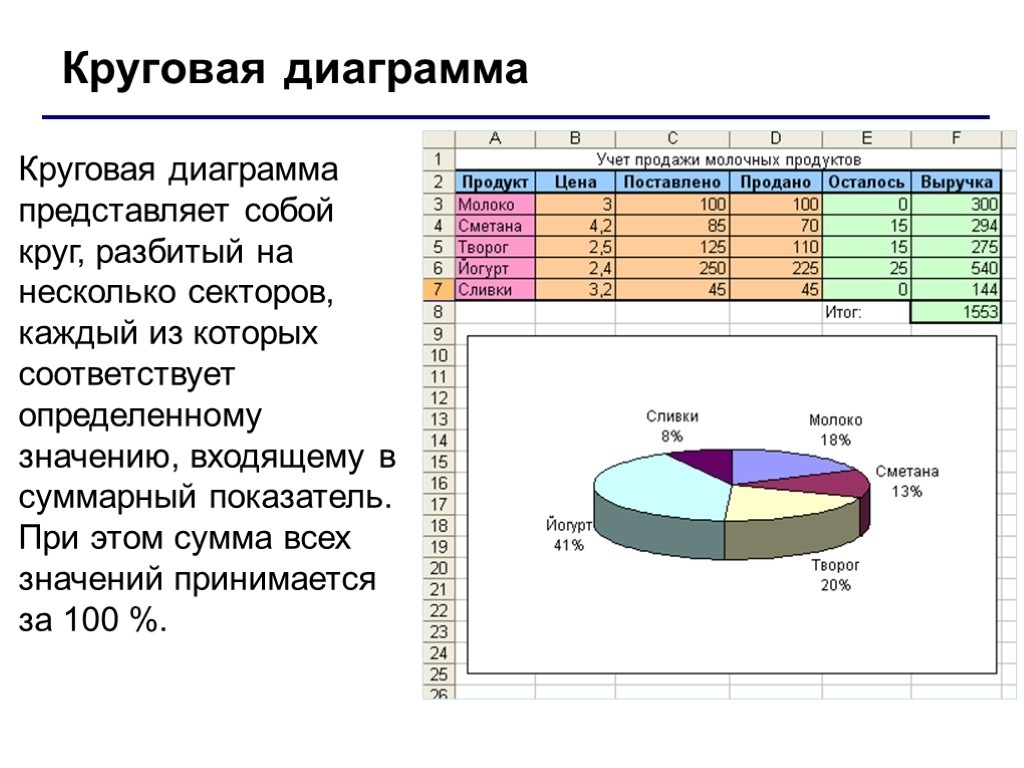 Круговая диаграмма
Круговая диаграмма
представляет собой
круг, разбитый на
несколько секторов,
каждый из которых
соответствует
определенному
значению, входящему в
суммарный показатель.
При этом сумма всех
значений принимается
за 100 %.
A B C D E F
1 Учет продажи молочных продуктов
2 Продукт Цена Поставлено Продано Осталось Выручка
3 Молоко 3 100 100 0 300
4 Сметана 4,2 85 70 15 294
5 Творог 2,5 125 110 15 275
6 Йогурт 2,4 250 225 25 540
7 Сливки 3,2 45 45 0 144
8 Итог: 1553
9
10
11
12
13
14
15
16
17
18
19
20
21
22
23
24
25
26
Сливки
8%
Молоко
18%
Сметана
13%
Йогурт
41%
Творог
20%